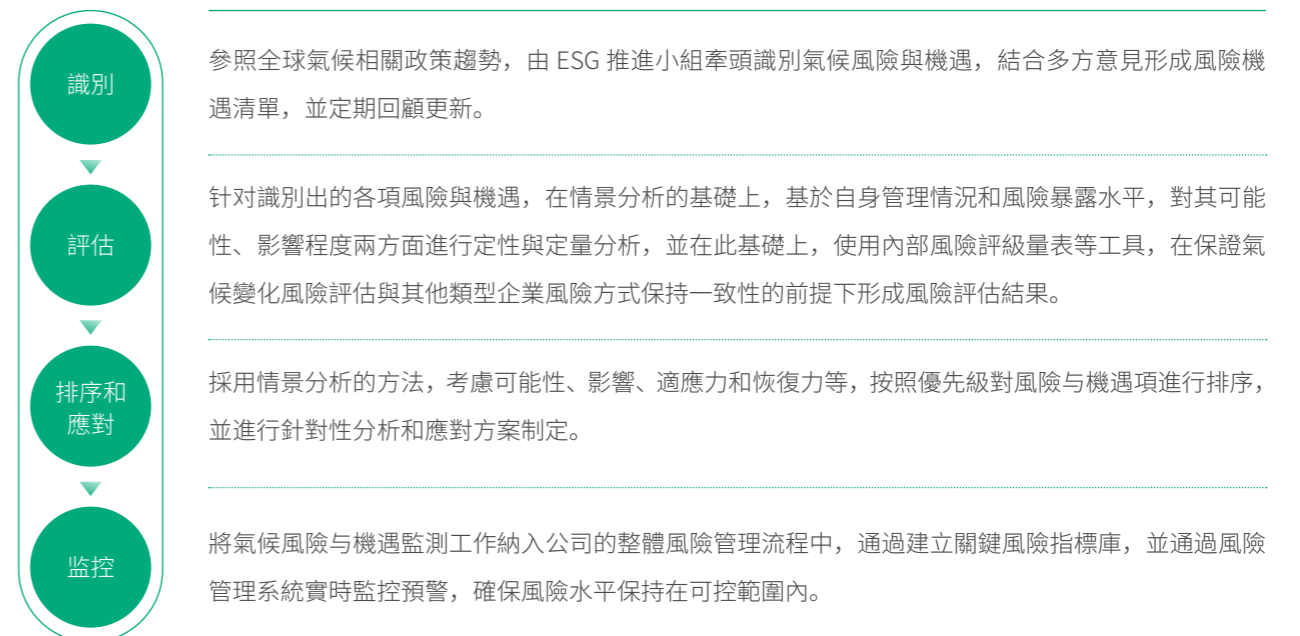 識別
參照全球氣候相關政策趨勢，由 ESG 推進小組牽頭識別氣候風險與機遇，結合多方意見形成風險機
遇清單，並定期回顧更新。
評估
针对識別出的各項風險與機遇，在情景分析的基礎上，基於自身管理情況和風險暴露水平，對其可能
性、影響程度兩方面進行定性與定量分析，並在此基礎上，使用內部風險評級量表等工具，在保證氣
候變化風險評估與其他類型企業風險方式保持一致性的前提下形成風險評估結果。
排序和
應對
採用情景分析的方法，考慮可能性、影響、適應力和恢復力等，按照優先級對風險与機遇項進行排序，
並進行針對性分析和應對方案制定。
监控
將氣候風險与機遇監測工作納入公司的整體風險管理流程中，通過建立關鍵風險指標庫，並通過風險
管理系統實時監控預警，確保風險水平保持在可控範圍內。